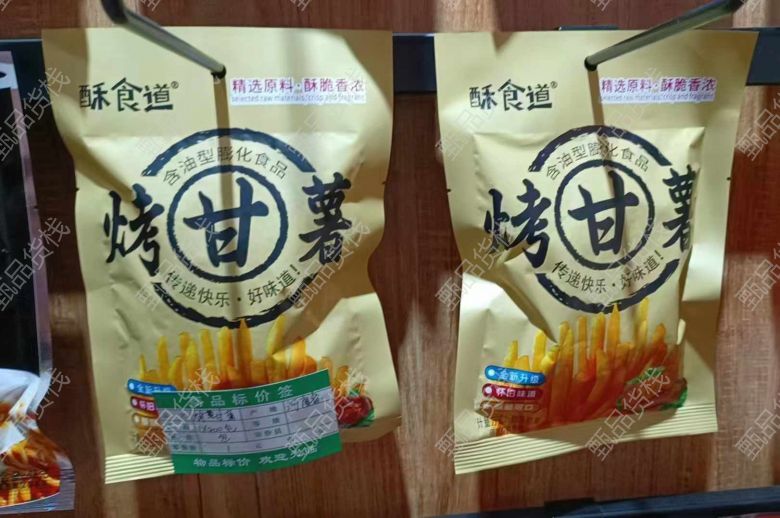 酥食道®
精选原料·酥脆香浓
selected raw materials/crisp and fragrant
含油型膨化食品
烤甘薯
传递快乐·好味道!
全新升级
商品标价签
物品标价 欢迎光临
酥食道®
精选原料·酥脆香浓
selected raw materials/crisp and fragrant
含油型膨化食品
烤甘薯
传递快乐·好味道!
全新升级
怀旧味道
甄品货栈